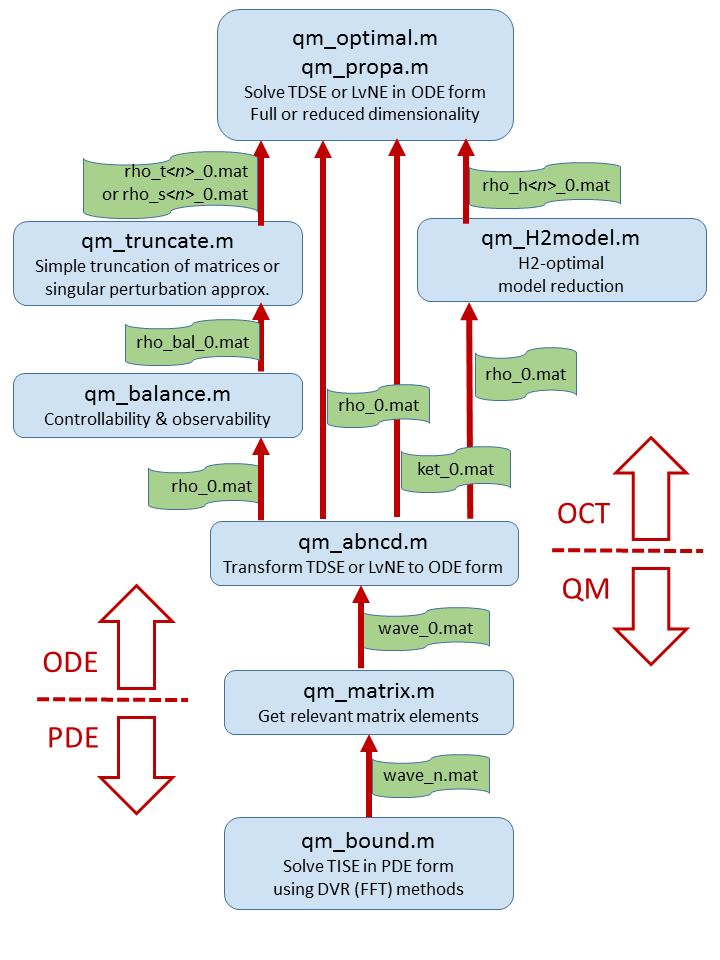 qm_optimal.m
qm_propa.m
Solve TDSE or LvNE in ODE form
Full or reduced dimensionality
rho_t<n>_0.mat
or rho_s<n>_0.mat
rho_h<n>_0.mat
qm_truncate.m
Simple truncation of matrices or
singular perturbation approx.
qm_H2model.m
H2-optimal
model reduction
rho_bal_0.mat
rho_0.mat
qm_balance.m
Controllability & observability
rho_0.mat
rho_0.mat
ket_0.mat
OCT
QM
qm_abncd.m
Transform TDSE or LvNE to ODE form
wave_0.mat
ODE
PDE
qm_matrix.m
Get relevant matrix elements
wave_n.mat
qm_bound.m
Solve TISE in PDE form
using DVR (FFT) methods